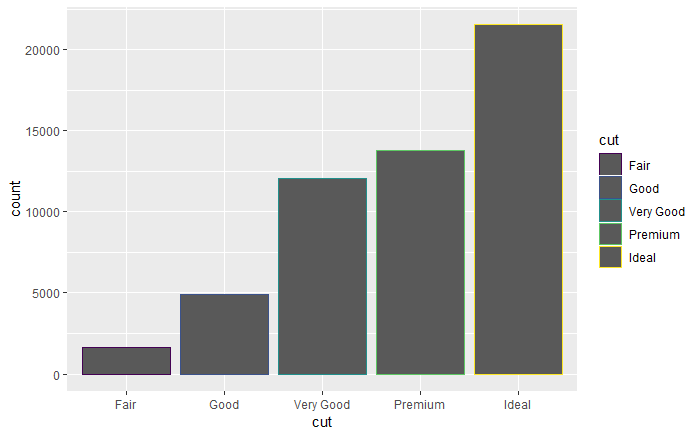 20000
15000
10000
5000
0
count
Fair Good Very Good Premium Ideal
cut
cut
Fair
Good
Very Good
Premium
Ideal